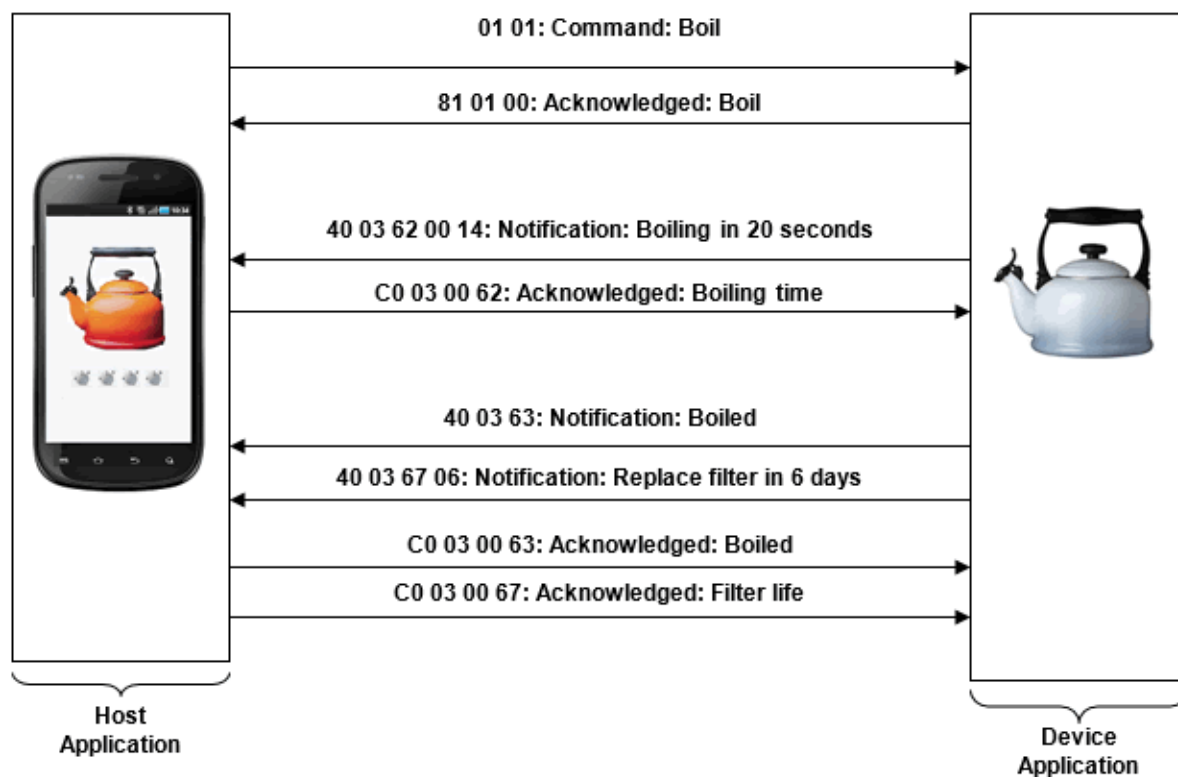 01 01: Command: Boil
81 01 00: Acknowledged: Boil
40 03 62 00 14: Notification: Boiling in 20 seconds
C0 03 00 62: Acknowledged: Boiling time
40 03 63: Notification: Boiled
40 03 67 06: Notification: Replace filter in 6 days
C0 03 00 63: Acknowledged: Boiled
C0 03 00 67: Acknowledged: Filter life
Host
Application
Device
Application